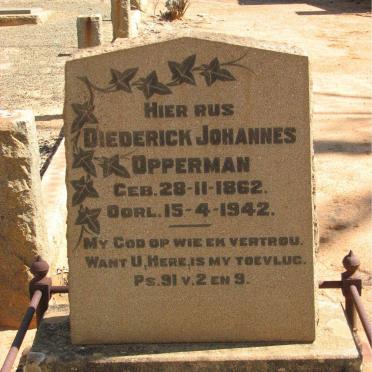 Hier rus
Diederick Johannes
Opperman
Geb. 28-11-1862.
Oorl. 15-4-1942.
My God op wie ek vertrou.
Want U, Here, is my toevlug.
Ps. 91 v. 2 en 9.